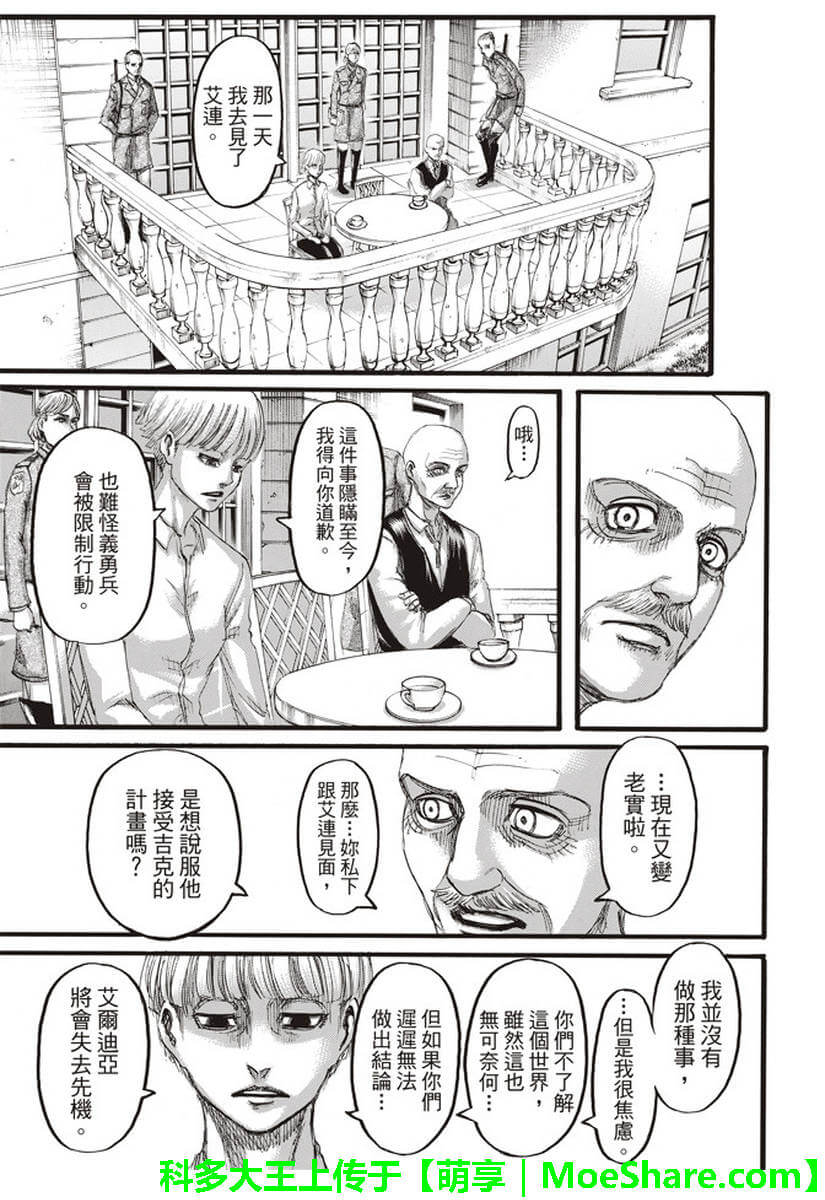 那一天
我去見了
艾連。
哦…
這件事隱瞞至今，
我得向你道歉。
也難怪義勇兵
會被限制行動。
…現在又變
老實啦。
那麼…妳私下
跟艾連見面，
是想說服他
接受吉克的
計畫嗎？
我並沒有
做那種事，
…但是我很焦慮。
你們不了解
這個世界，
雖然這也
無可奈何…
但如果你們
遲遲無法
做出結論…
艾爾迪亞
將會失去先機。
科多大王上传于【萌享│MoeShare.com】